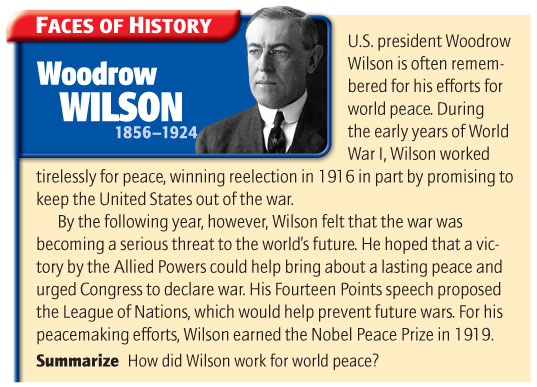 FACES OF HISTORY
Woodrow
WILSON
1856–1924
U.S. president Woodrow
Wilson is often remem-
bered for his efforts for
world peace. During
the early years of World
War I, Wilson worked
tirelessly for peace, winning reelection in 1916 in part by promising to
keep the United States out of the war.
By the following year, however, Wilson felt that the war was
becoming a serious threat to the world's future. He hoped that a vic-
tory by the Allied Powers could help bring about a lasting peace and
urged Congress to declare war. His Fourteen Points speech proposed
the League of Nations, which would help prevent future wars. For his
peacemaking efforts, Wilson earned the Nobel Peace Prize in 1919.
Summarize How did Wilson work for world peace?